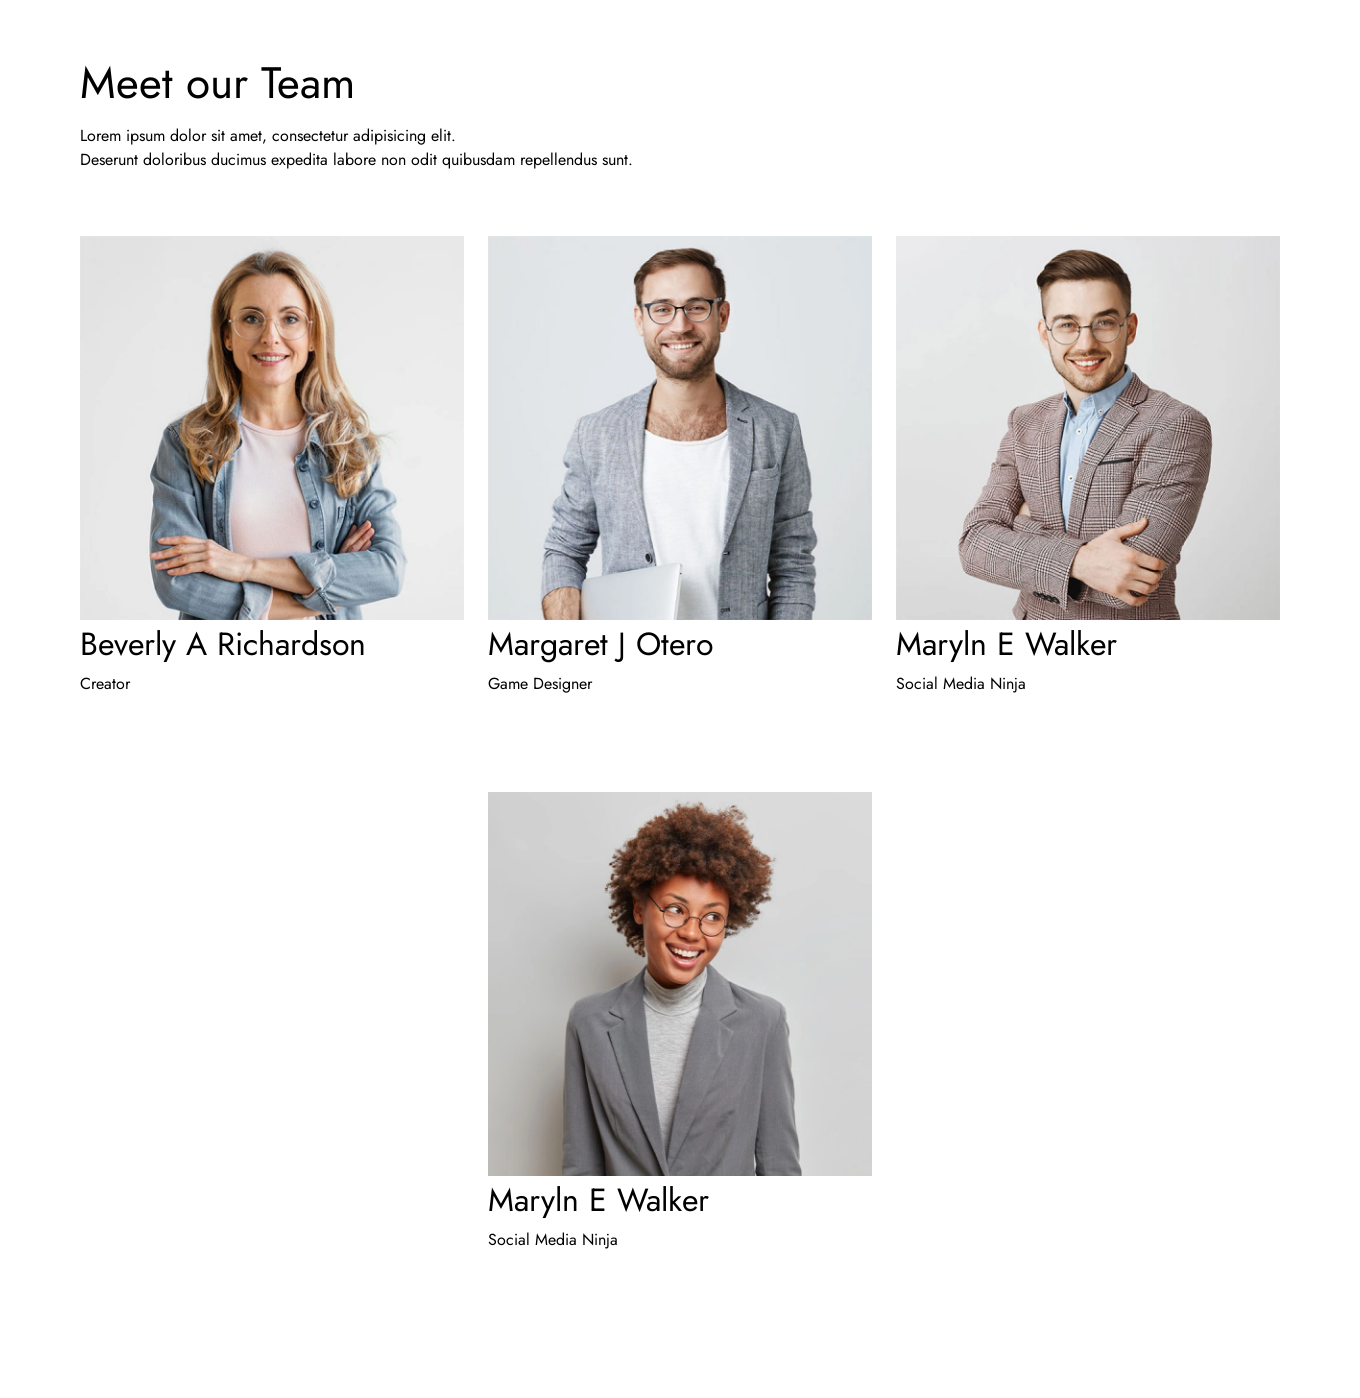 Meet our Team
Lorem ipsum dolor sit amet, consectetur adipisicing elit.
Deserunt doloribus ducimus expedita labore non odit quibusdam repellendus sunt.
Beverly A Richardson
Creator
Margaret J Otero
Game Designer
Maryln E Walker
Social Media Ninja
Maryln E Walker
Social Media Ninja